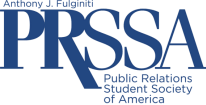 Anthony J. Fulginiti
PRSSA
Public Relations
Student Society
of America